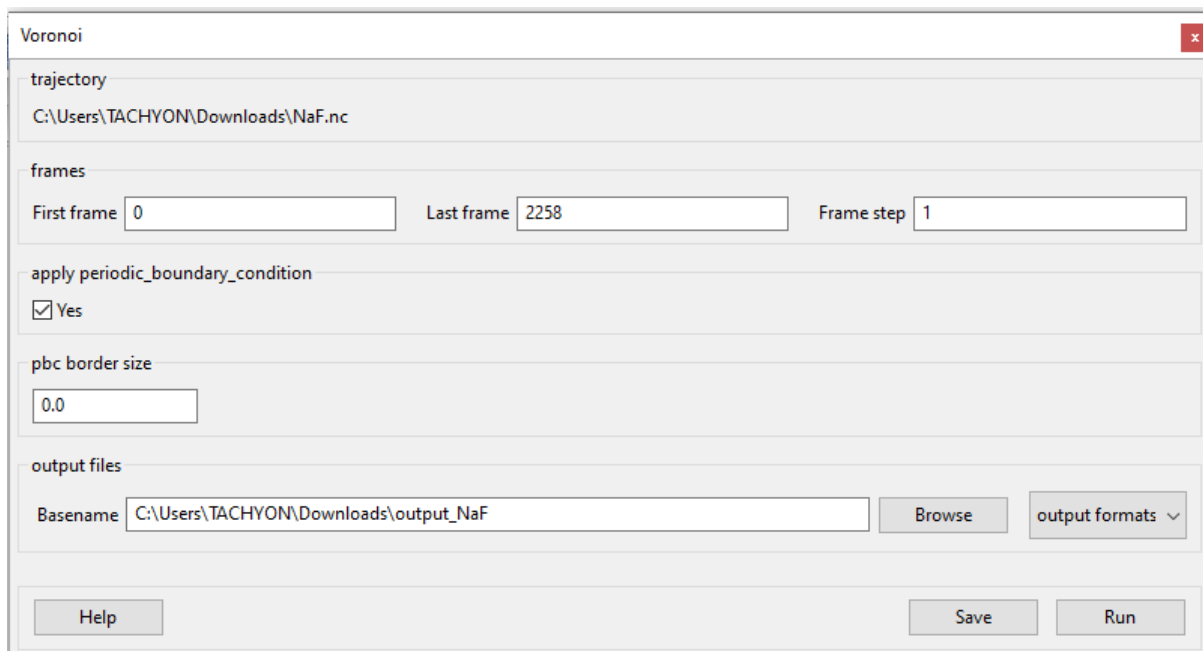 Voronoi
x
trajectory
C:\Users\TACHYON\Downloads\NaF.nc
frames
First frame 0 Last frame 2258 Frame step 1
apply periodic_boundary_condition
Yes
pbc border size
0.0
output files
Basename C:\Users\TACHYON\Downloads\output_NaF Browse output formats
Help Save Run